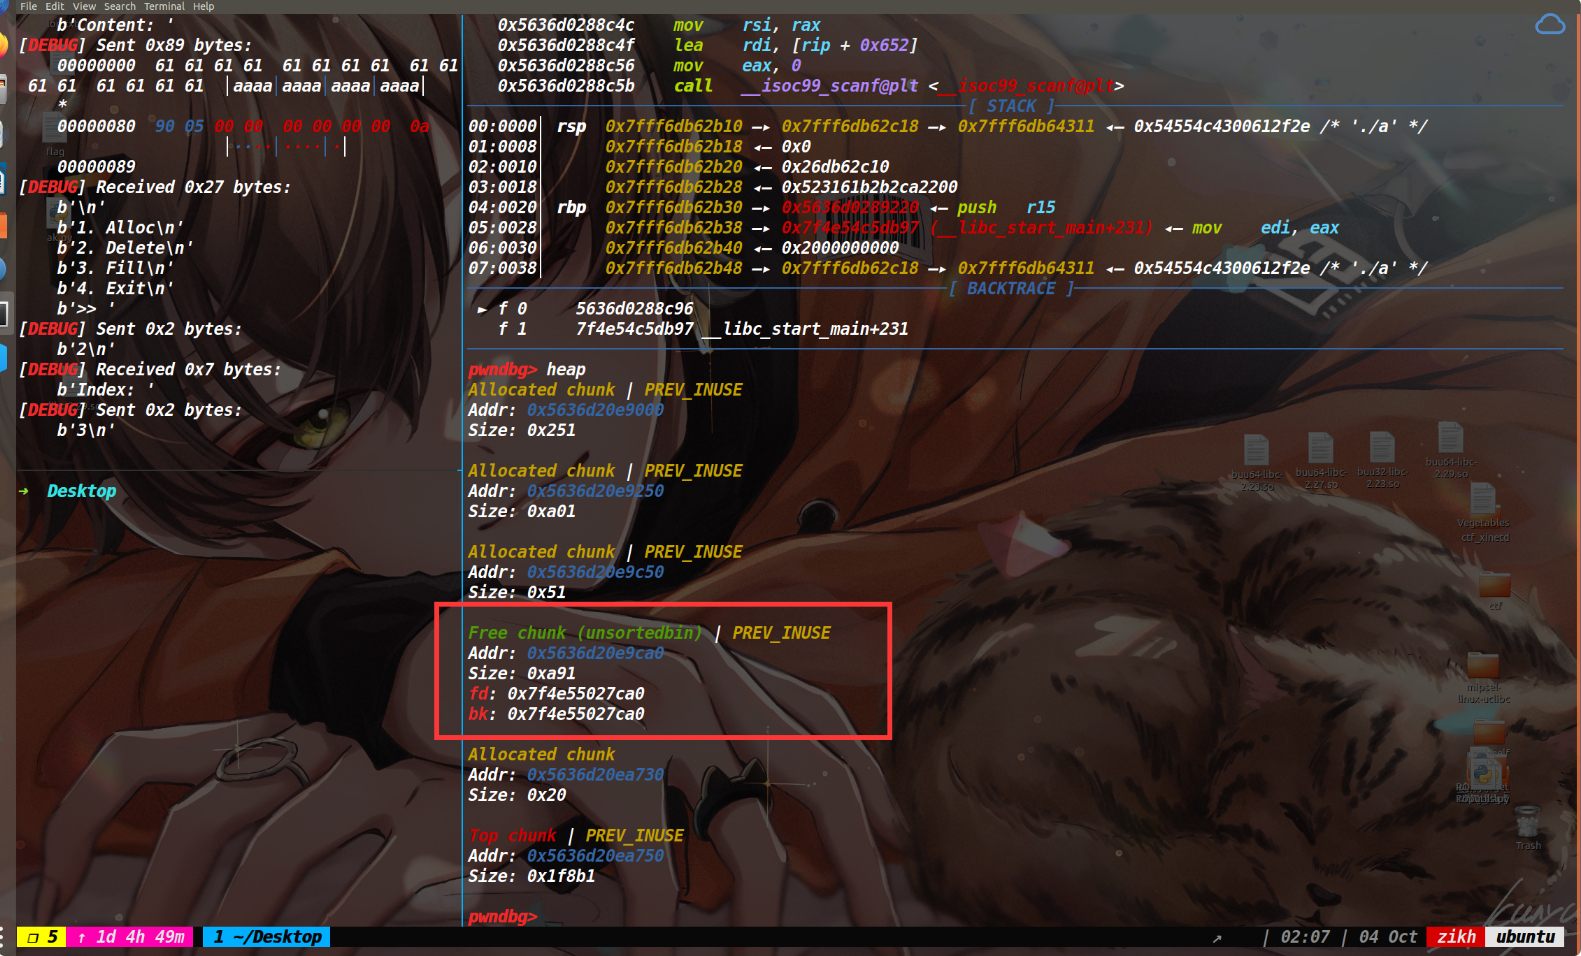 File Edit View Search Terminal Help
b'Content: '
[DEBUG] Sent 0x89 bytes:
00000000 61 61 61 61 61 61 61 61 61 61
61 61 61 61 61 61 |aaaa|aaaa|aaaa|aaaa|
*
00000080 90 05 00 00 00 00 00 00 0a
|····|····|·|
00000089
[DEBUG] Received 0x27 bytes:
b'\n'
b'1. Alloc\n'
b'2. Delete\n'
b'3. Fill\n'
b'4. Exit\n'
b'>> '
[DEBUG] Sent 0x2 bytes:
b'2\n'
[DEBUG] Received 0x7 bytes:
b'Index: '
[DEBUG] Sent 0x2 bytes:
b'3\n'
➜ Desktop
0x5636d0288c4c mov rsi, rax
0x5636d0288c4f lea rdi, [rip + 0x652]
0x5636d0288c56 mov eax, 0
0x5636d0288c5b call __isoc99_scanf@plt <__isoc99_scanf@plt>
[ STACK ]
00:0000│ rsp 0x7fff6db62b10 —▸ 0x7fff6db62c18 —▸ 0x7fff6db64311 ◂— 0x54554c4300612f2e /* './a' */
01:0008│ 0x7fff6db62b18 ◂— 0x0
02:0010│ 0x7fff6db62b20 ◂— 0x26db62c10
03:0018│ 0x7fff6db62b28 ◂— 0x523161b2b2ca2200
04:0020│ rbp 0x7fff6db62b30 —▸ 0x5636d0289220 ◂— push r15
05:0028│ 0x7fff6db62b38 —▸ 0x7f4e54c5db97 (__libc_start_main+231) ◂— mov edi, eax
06:0030│ 0x7fff6db62b40 ◂— 0x2000000000
07:0038│ 0x7fff6db62b48 —▸ 0x7fff6db62c18 —▸ 0x7fff6db64311 ◂— 0x54554c4300612f2e /* './a' */
[ BACKTRACE ]
► f 0 5636d0288c96
f 1 7f4e54c5db97 __libc_start_main+231
pwndbg> heap
Allocated chunk | PREV_INUSE
Addr: 0x5636d20e9000
Size: 0x251
Allocated chunk | PREV_INUSE
Addr: 0x5636d20e9250
Size: 0xa01
Allocated chunk | PREV_INUSE
Addr: 0x5636d20e9c50
Size: 0x51
Free chunk (unsortedbin) | PREV_INUSE
Addr: 0x5636d20e9ca0
Size: 0xa91
fd: 0x7f4e55027ca0
bk: 0x7f4e55027ca0
Allocated chunk
Addr: 0x5636d20ea730
Size: 0x20
Top chunk | PREV_INUSE
Addr: 0x5636d20ea750
Size: 0x1f8b1
pwndbg>
flag
buu64-libc-2.23.so
buu64-libc-2.27.so
buu32-libc-2.23.so
buu64-libc-2.29.so
Vegetables
ctf_xinetd
ctf
mipsel-linux-uclibc
Trash
❐ 5 ↑ 1d 4h 49m 1 ~/Desktop
↗ | 02:07 | 04 Oct zikh ubuntu